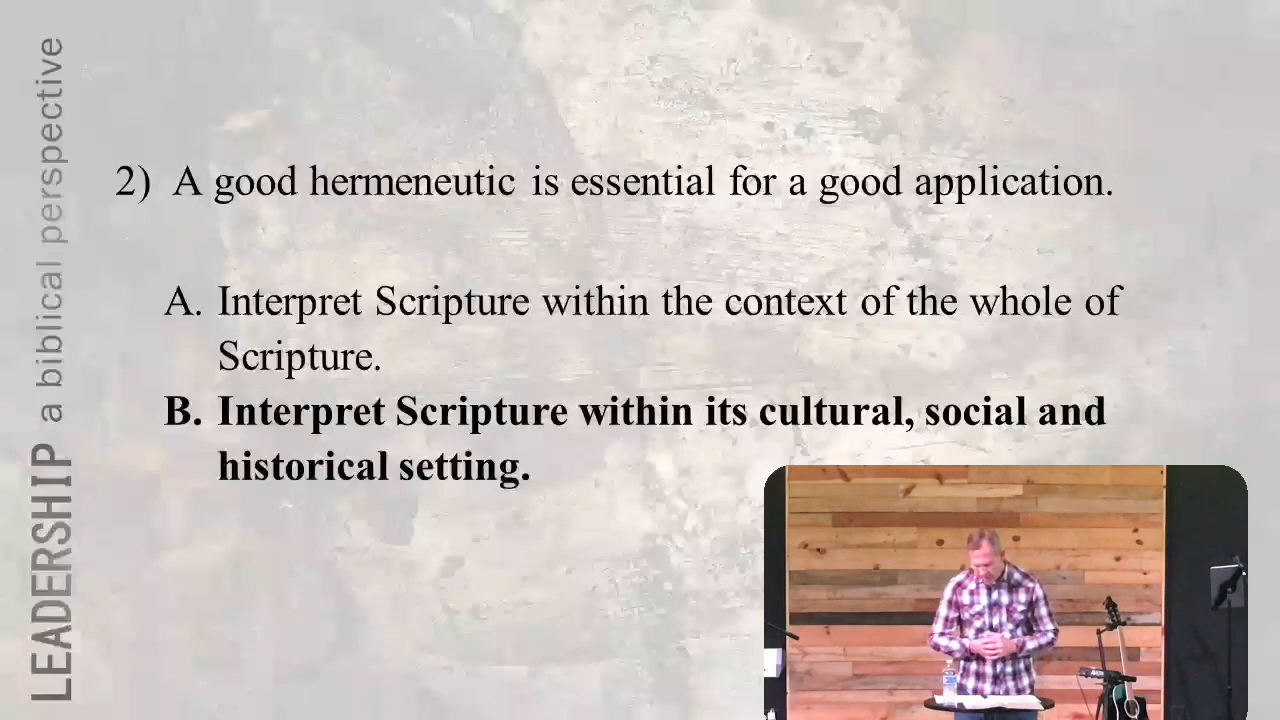 LEADERSHIP a biblical perspective
2) A good hermeneutic is essential for a good application.
A. Interpret Scripture within the context of the whole of
Scripture.
B. Interpret Scripture within its cultural, social and
historical setting.